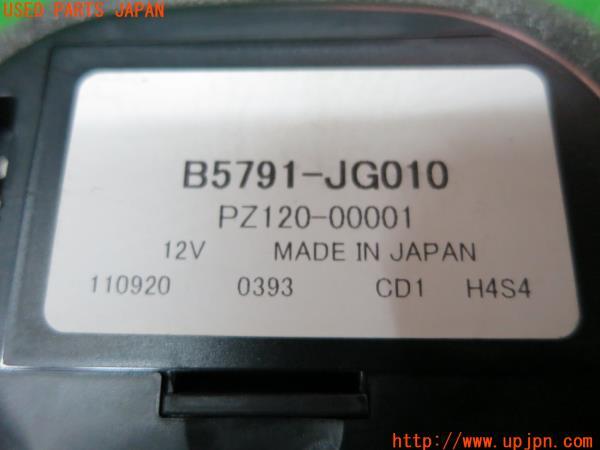 USED PARTS JAPAN
B5791-JG010
PZ120-00001
12V MADE IN JAPAN
110920 0393 CD1 H4S4
http://www.upjpn.com/